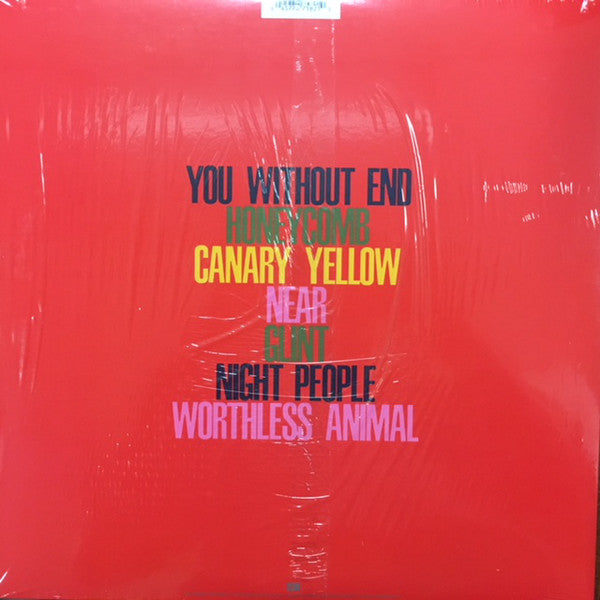 YOU WITHOUT END
HONEYCOMB
CANARY YELLOW
NEAR
GLINT
NIGHT PEOPLE
WORTHLESS ANIMAL